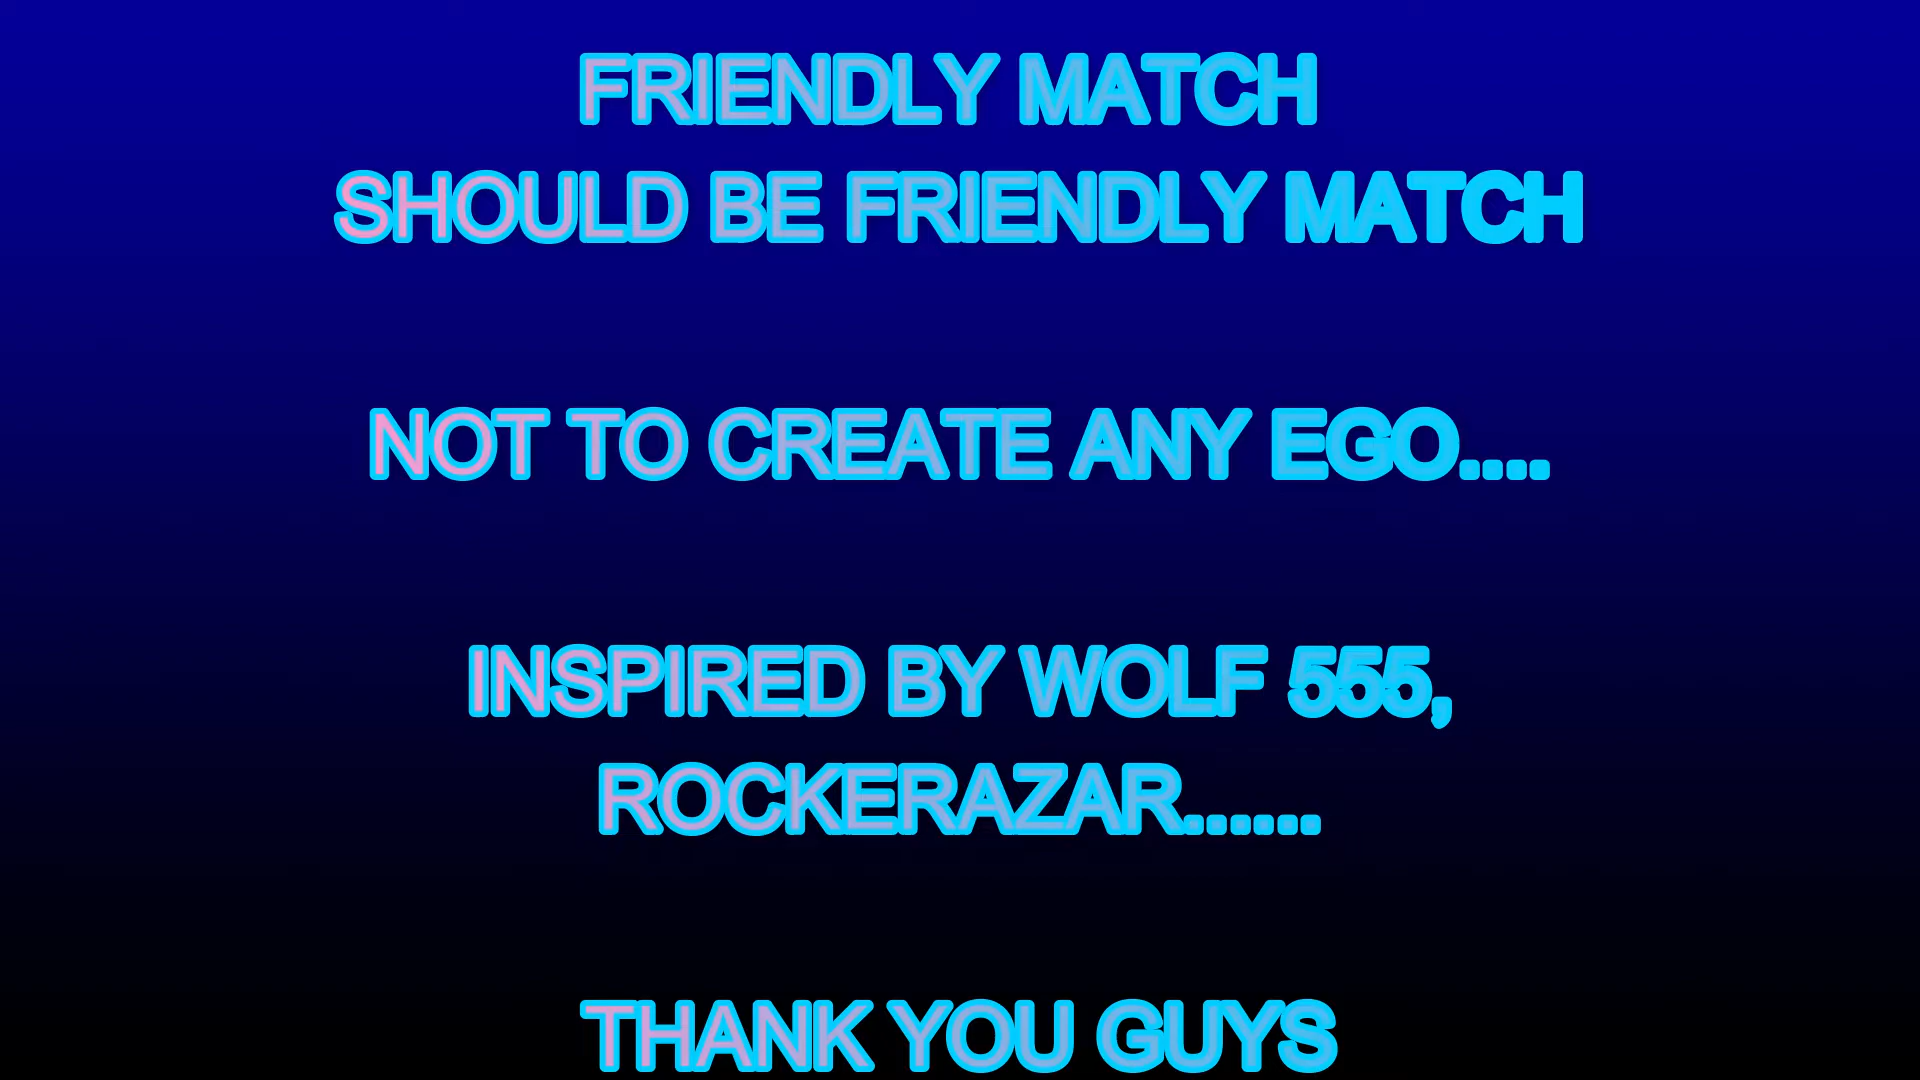 FRIENDLY MATCH
SHOULD BE FRIENDLY MATCH
NOT TO CREATE ANY EGO....
INSPIRED BY WOLF 555,
ROCKERAZAR......
THANK YOU GUYS